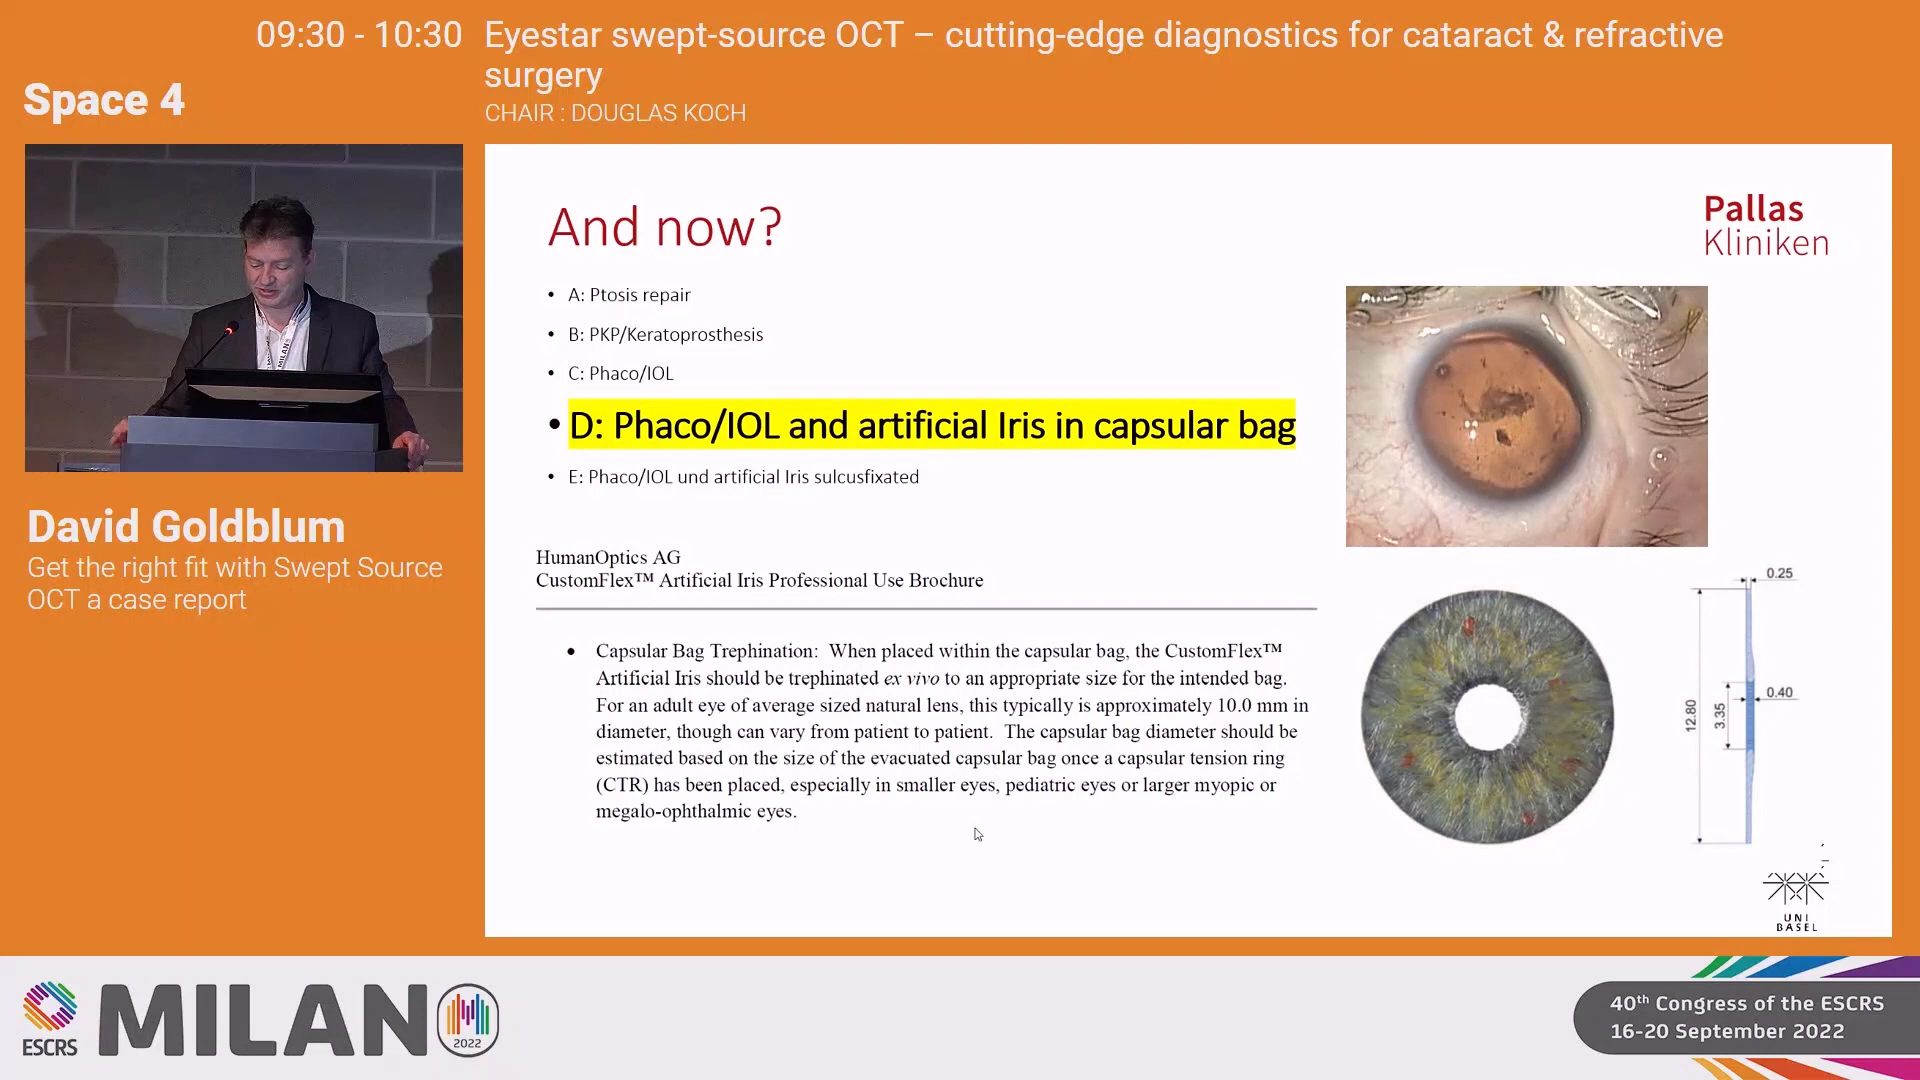 09:30 - 10:30 Eyestar swept-source OCT – cutting-edge diagnostics for cataract & refractive
surgery
CHAIR : DOUGLAS KOCH
Space 4
MILAN
David Goldblum
Get the right fit with Swept Source
OCT a case report
And now?
Pallas
Kliniken
• A: Ptosis repair
• B: PKP/Keratoprosthesis
• C: Phaco/IOL
• D: Phaco/IOL and artificial Iris in capsular bag
• E: Phaco/IOL und artificial Iris sulcusfixated
HumanOptics AG
CustomFlex™ Artificial Iris Professional Use Brochure
• Capsular Bag Trephination: When placed within the capsular bag, the CustomFlex™
Artificial Iris should be trephinated ex vivo to an appropriate size for the intended bag.
For an adult eye of average sized natural lens, this typically is approximately 10.0 mm in
diameter, though can vary from patient to patient. The capsular bag diameter should be
estimated based on the size of the evacuated capsular bag once a capsular tension ring
(CTR) has been placed, especially in smaller eyes, pediatric eyes or larger myopic or
megalo-ophthalmic eyes.
0.25
0.40
12.80
3.35
UNI
BASEL
ESCRS
MILAN
2022
40th Congress of the ESCRS
16-20 September 2022